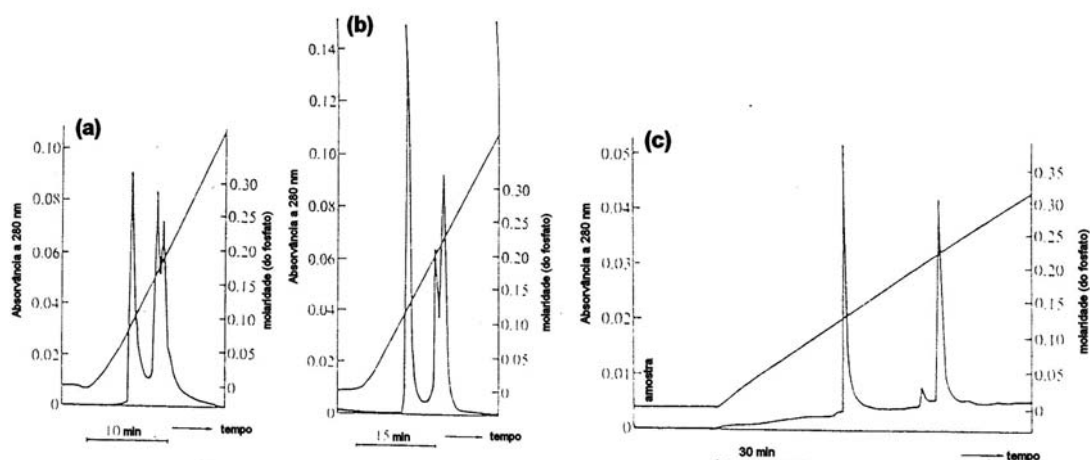 (a)
Absorvância a 280 nm
0.10
0.08
0.06
0.04
0.02
0
0.30
0.25
0.20
0.15
0.10
0.05
0
molaridade (do fosfato)
10 min
tempo
(b)
Absorvância a 280 nm
0.14
0.12
0.10
0.08
0.06
0.04
0.02
0
0.30
0.25
0.20
0.15
0.10
0.05
0
molaridade (do fosfato)
15 min
tempo
(c)
Absorvância a 280 nm
0.05
0.04
0.03
0.02
0.01
0
amostra
0.35
0.30
0.25
0.20
0.15
0.10
0.05
0
molaridade (do fosfato)
30 min
tempo